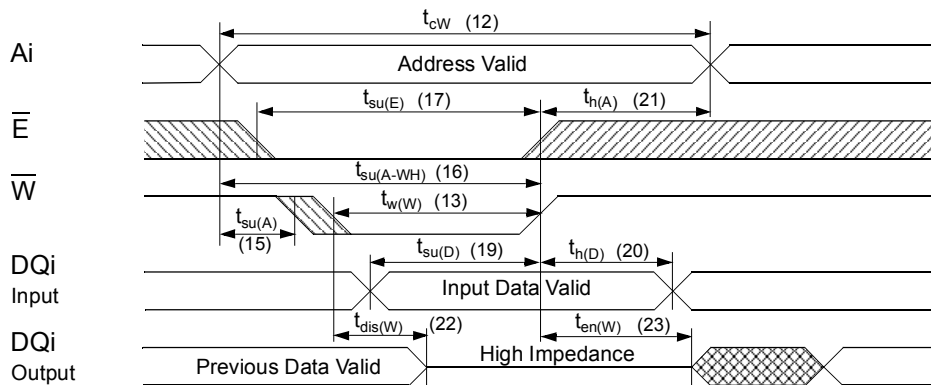 tcW (12)
Ai
Address Valid
tsu(E) (17)
th(A) (21)
E
tsu(A-WH) (16)
W
tw(W) (13)
tsu(A)
(15)
tsu(D) (19)
th(D) (20)
DQi
Input
Input Data Valid
tdis(W) (22)
ten(W) (23)
DQi
Output
Previous Data Valid
High Impedance